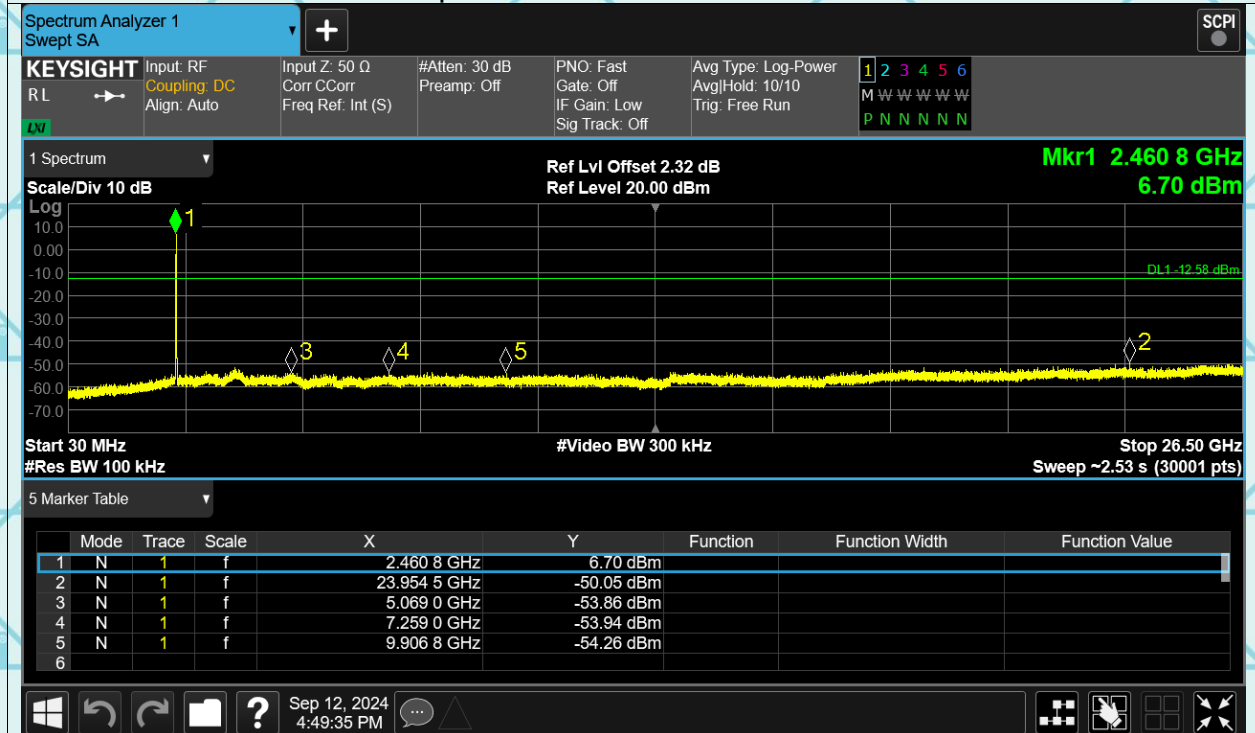 Spectrum Analyzer 1
Swept SA
+
SCPI
KEYSIGHT
RL
LXI
Input: RF
Coupling: DC
Align: Auto
Input Z: 50 Ω
Corr CCorr
Freq Ref: Int (S)
#Atten: 30 dB
Preamp: Off
PNO: Fast
Gate: Off
IF Gain: Low
Sig Track: Off
Avg Type: Log-Power
Avg|Hold: 10/10
Trig: Free Run
1 2 3 4 5 6
M W W W W W
P N N N N N
1 Spectrum
Scale/Div 10 dB
Ref Lvl Offset 2.32 dB
Ref Level 20.00 dBm
Mkr1 2.460 8 GHz
6.70 dBm
Log
10.0
0.00
-10.0
-20.0
-30.0
-40.0
-50.0
-60.0
-70.0
1
DL1 -12.58 dBm
3
4
5
2
Start 30 MHz
#Video BW 300 kHz
Stop 26.50 GHz
#Res BW 100 kHz
Sweep ~2.53 s (30001 pts)
5 Marker Table
Mode Trace Scale X Y Function Function Width Function Value
1 N 1 f 2.460 8 GHz 6.70 dBm
2 N 1 f 23.954 5 GHz -50.05 dBm
3 N 1 f 5.069 0 GHz -53.86 dBm
4 N 1 f 7.259 0 GHz -53.94 dBm
5 N 1 f 9.906 8 GHz -54.26 dBm
6
?
Sep 12, 2024
4:49:35 PM